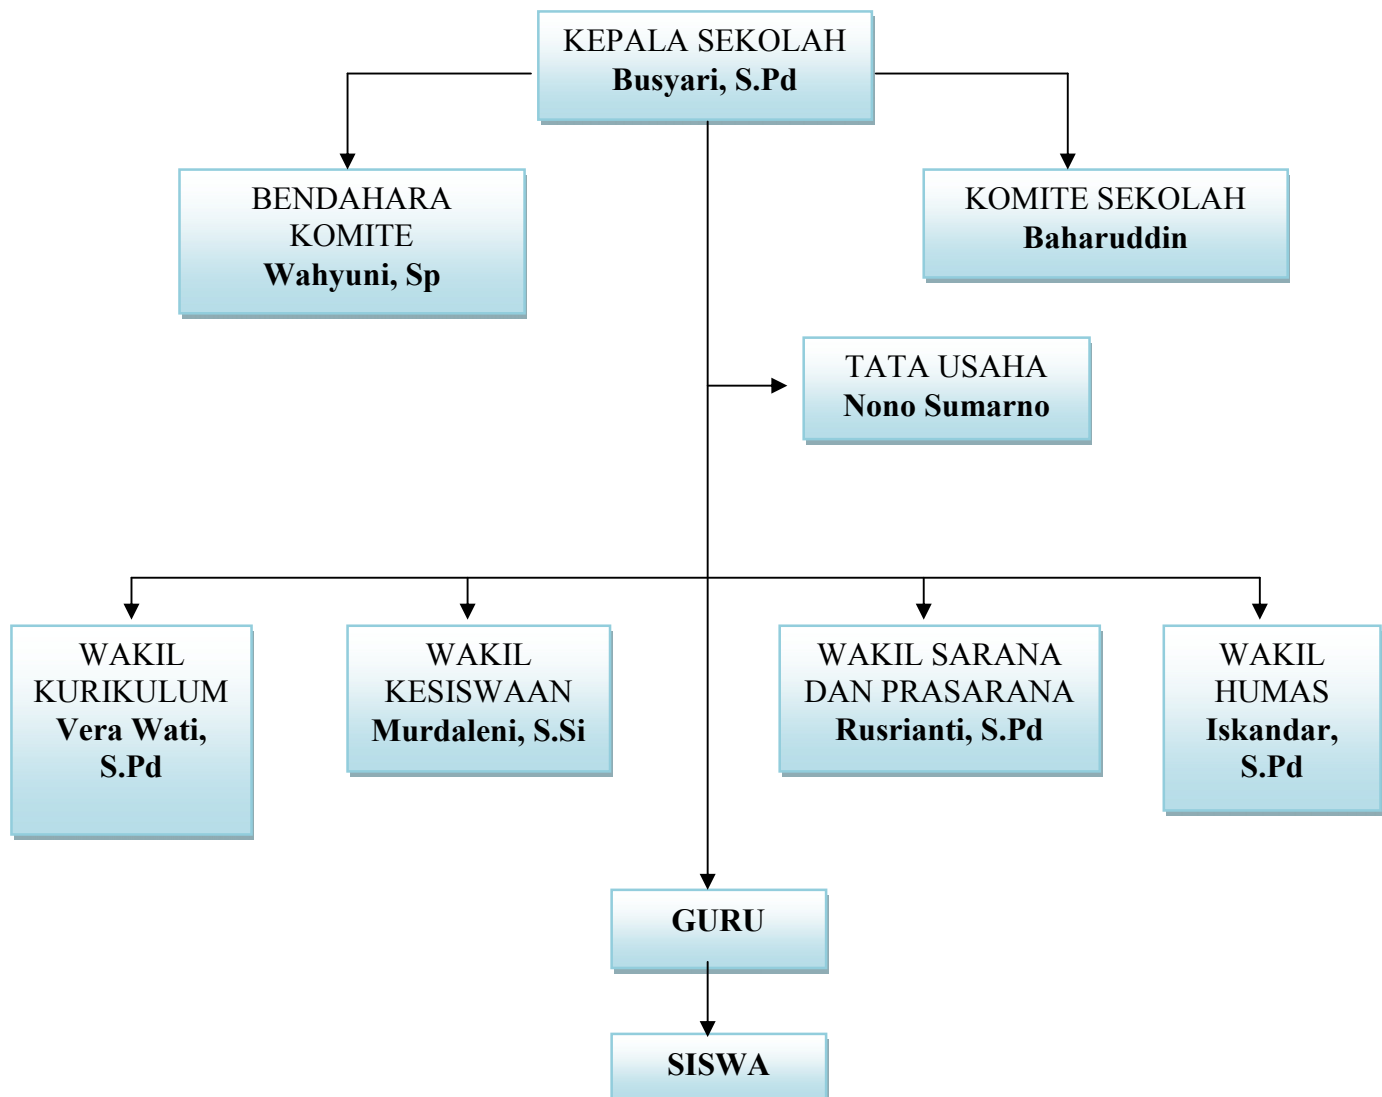 KEPALA SEKOLAH
Busyari, S.Pd
BENDAHARA
KOMITE
Wahyuni, Sp
KOMITE SEKOLAH
Baharuddin
TATA USAHA
Nono Sumarno
WAKIL
KURIKULUM
Vera Wati,
S.Pd
WAKIL
KESISWAAN
Murdaleni, S.Si
WAKIL SARANA
DAN PRASARANA
Rusrianti, S.Pd
WAKIL
HUMAS
Iskandar,
S.Pd
GURU
SISWA